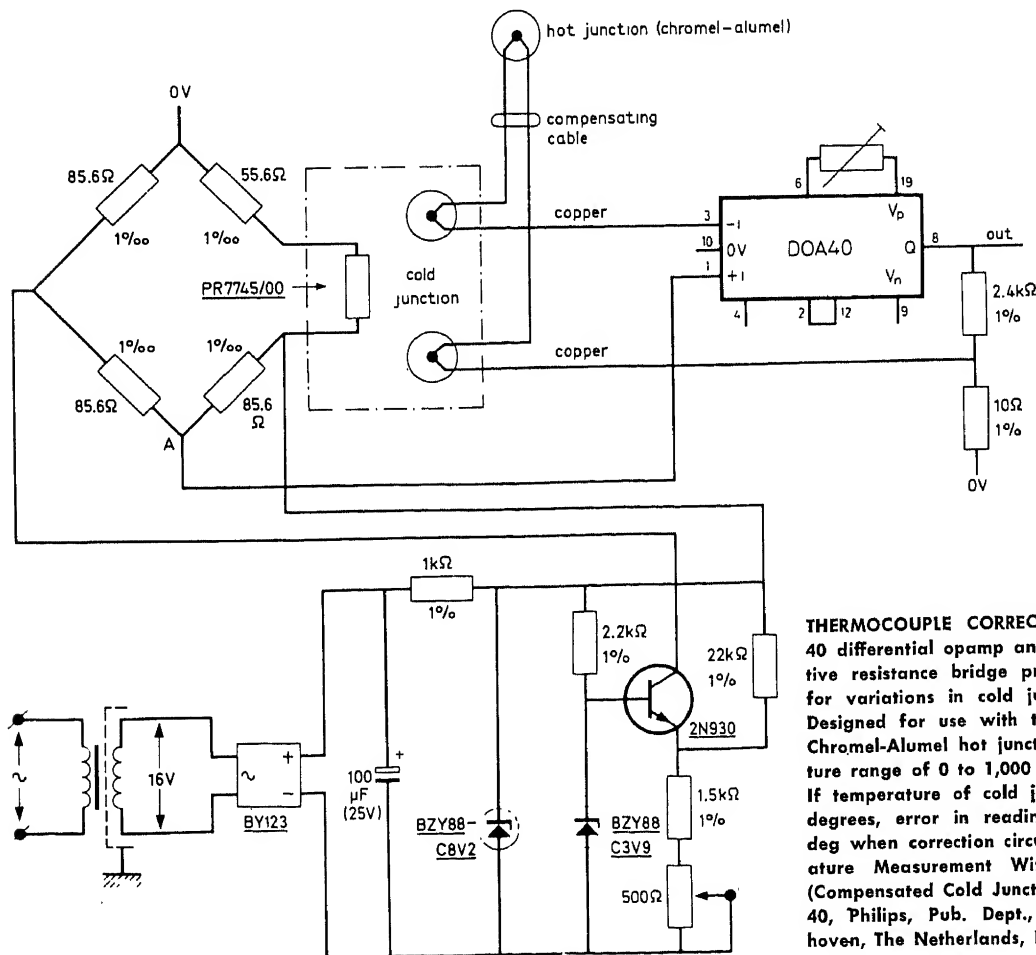 hot junction (chromel-alumel)
0V
compensating
cable
85.6Ω
55.6Ω
1‰
1‰
6
19
copper
3
-1
Vp
out
10
0V
DOA40
Q
8
PR7745/00
cold
junction
1
+1
Vn
2.4kΩ
1%
4
2
12
9
1‰
1‰
copper
85.6Ω
85.6
Ω
10Ω
1%
A
0V
1kΩ
1%
2.2kΩ
1%
22kΩ
1%
2N930
~
16V
~
+
-
BY123
+
100
µF
(25V)
BZY88-
C8V2
BZY88
C3V9
1.5kΩ
1%
500Ω
THERMOCOUPLE CORREC
40 differential opamp an
tive resistance bridge pr
for variations in cold ju
Designed for use with t
Chromel-Alumel hot junct
ture range of 0 to 1,000
If temperature of cold j
degrees, error in readin
deg when correction circu
ature Measurement Wi
(Compensated Cold Junct
40, Philips, Pub. Dept.,
hoven, The Netherlands,